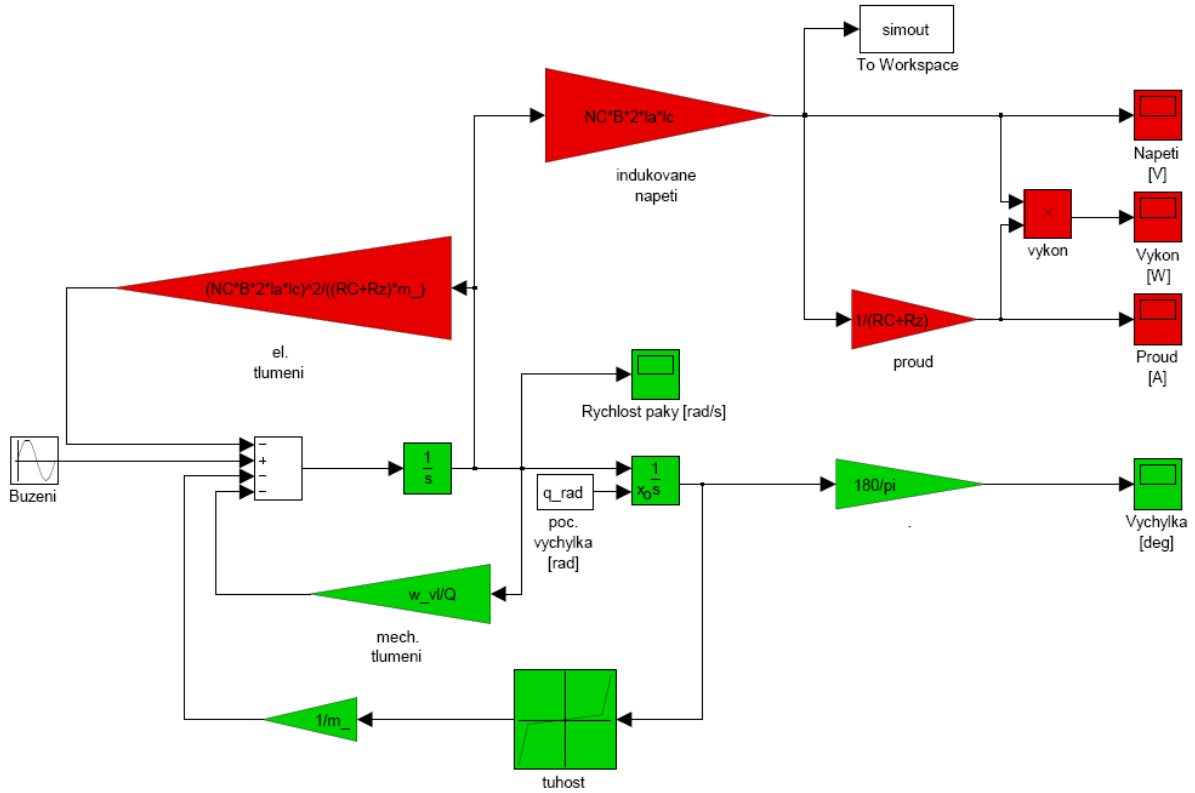 simout
To Workspace
NC*B*2*la*lc
indukovane
napeti
Napeti
[V]
×
vykon
Vykon
[W]
(NC*B*2*la*lc)^2/((RC+Rz)*m_)
el.
tlumeni
1/(RC+Rz)
proud
Proud
[A]
Rychlost paky [rad/s]
Buzeni
−
+
−
−
1
s
q_rad
poc.
vychylka
[rad]
1
xo s
180/pi
.
Vychylka
[deg]
w_vl/Q
mech.
tlumeni
1/m_
tuhost